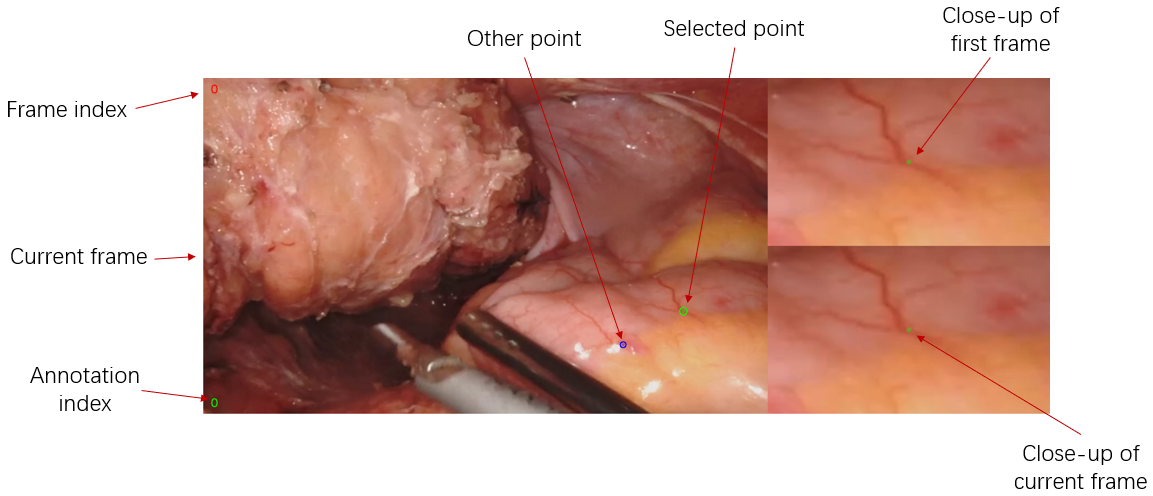 Close-up of
first frame
Selected point
Other point
0
Frame index
Current frame
Annotation
index
0
Close-up of
current frame